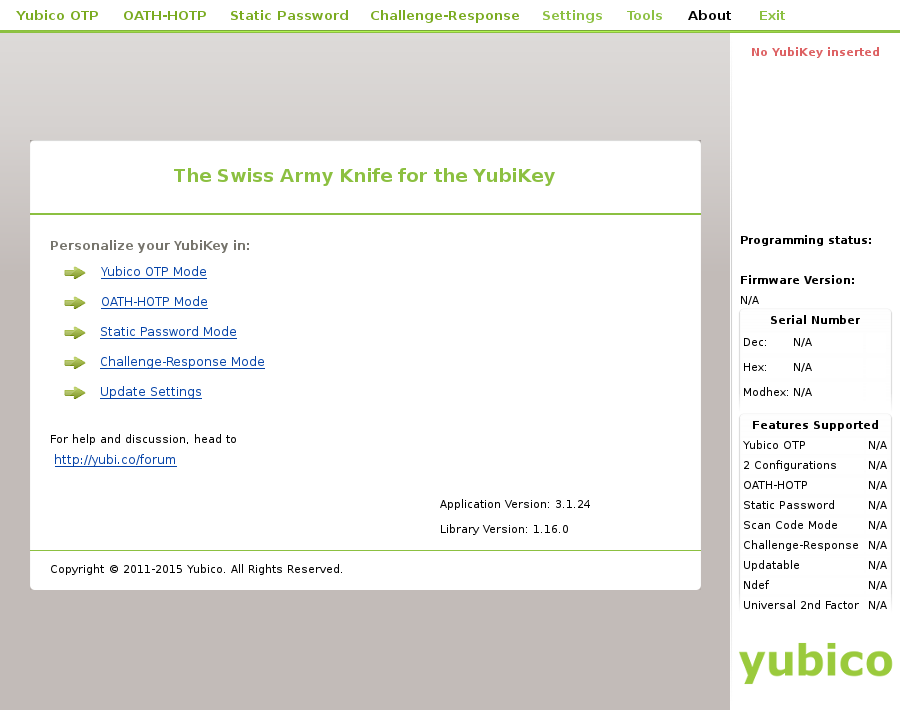 Yubico OTP OATH-HOTP Static Password Challenge-Response Settings Tools About Exit
The Swiss Army Knife for the YubiKey
Personalize your YubiKey in:
Yubico OTP Mode
OATH-HOTP Mode
Static Password Mode
Challenge-Response Mode
Update Settings
For help and discussion, head to
http://yubi.co/forum
Application Version: 3.1.24
Library Version: 1.16.0
Copyright © 2011-2015 Yubico. All Rights Reserved.
No YubiKey inserted
Programming status:
Firmware Version:
N/A
Serial Number
Dec: N/A
Hex: N/A
Modhex: N/A
Features Supported
Yubico OTP N/A
2 Configurations N/A
OATH-HOTP N/A
Static Password N/A
Scan Code Mode N/A
Challenge-Response N/A
Updatable N/A
Ndef N/A
Universal 2nd Factor N/A
yubico